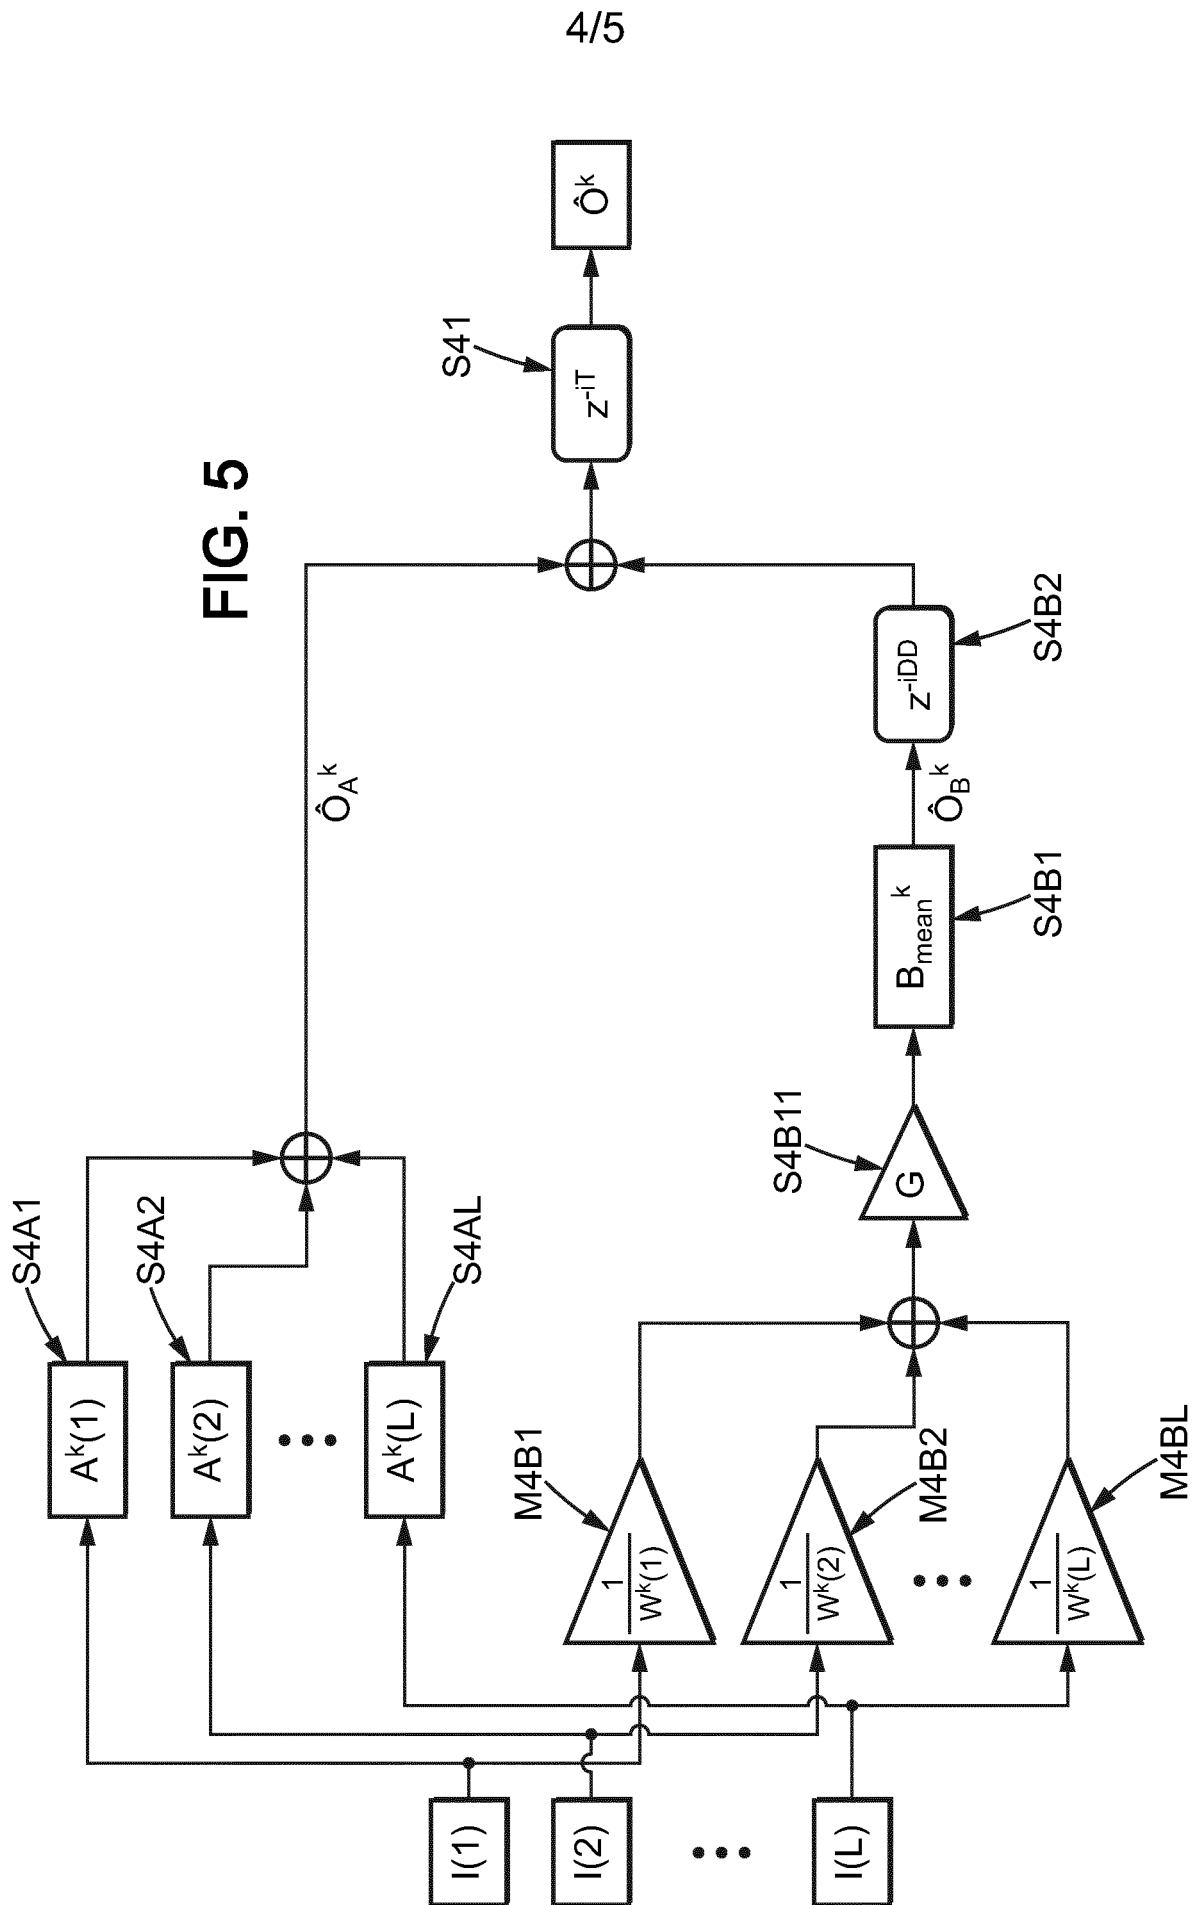 4/5
FIG. 5
I(1)
I(2)
I(L)
A^k(1)
S4A1
A^k(2)
S4A2
A^k(L)
S4AL
1
W^k(1)
M4B1
1
W^k(2)
M4B2
1
W^k(L)
M4BL
G
S4B11
B_mean^k
S4B1
Ô_A^k
Ô_B^k
z^-iDD
S4B2
z^-iT
S41
Ô^k